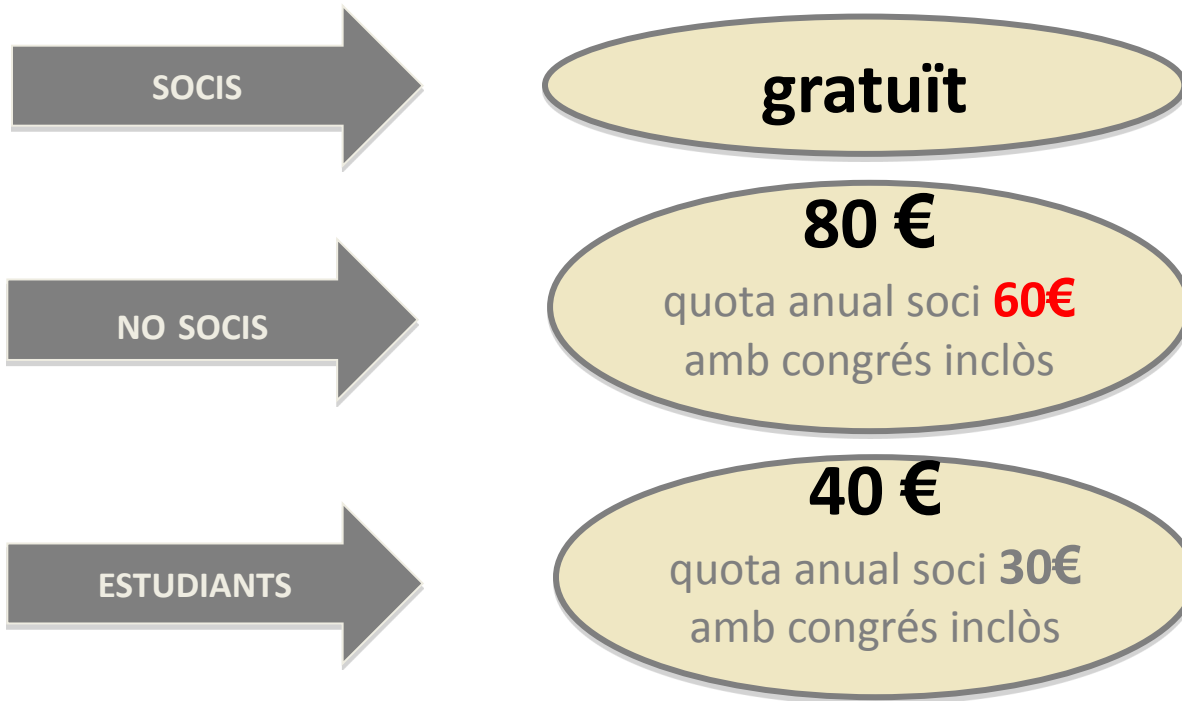 SOCIS
gratuït
NO SOCIS
80 €
quota anual soci 60€
amb congrés inclòs
ESTUDIANTS
40 €
quota anual soci 30€
amb congrés inclòs